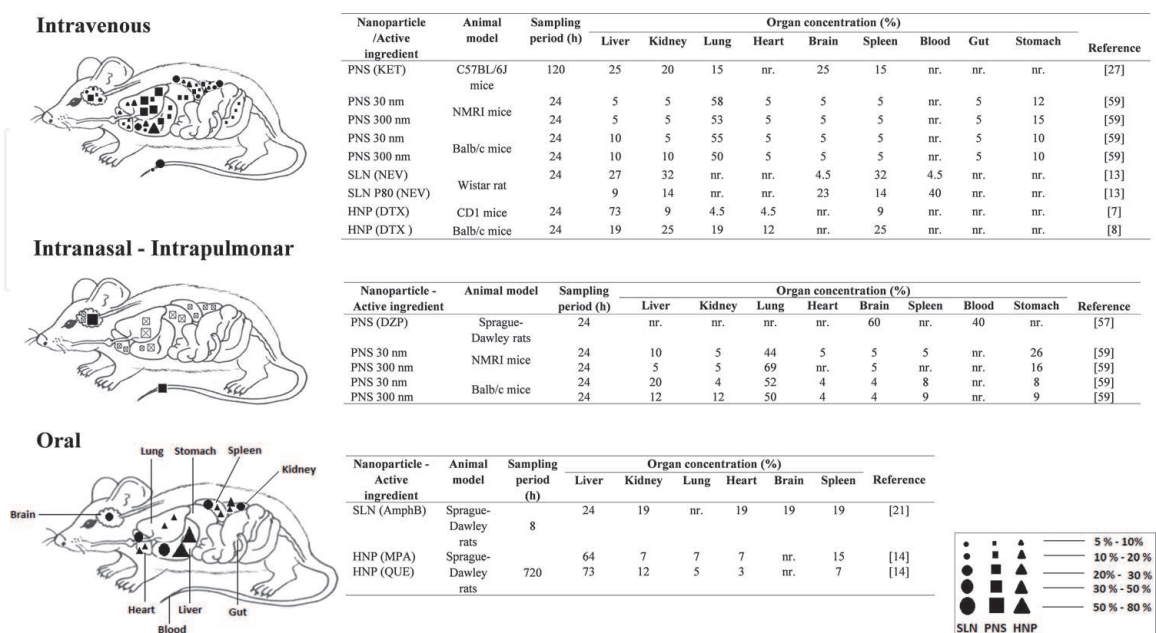 Intravenous
Nanoparticle Animal Sampling Organ concentration (%)
/Active model period (h) Liver Kidney Lung Heart Brain Spleen Blood Gut Stomach Reference
ingredient
PNS (KET) C57BL/6J 120 25 20 15 nr. 25 15 nr. nr. nr. [27]
mice
PNS 30 nm 24 5 5 58 5 5 5 nr. 5 12 [59]
NMRI mice
PNS 300 nm 24 5 5 53 5 5 5 nr. 5 15 [59]
PNS 30 nm 24 10 5 55 5 5 5 nr. 5 10 [59]
Balb/c mice
PNS 300 nm 24 10 10 50 5 5 5 nr. 5 10 [59]
SLN (NEV) 24 27 32 nr. nr. 4.5 32 4.5 nr. nr. [13]
Wistar rat
SLN P80 (NEV) 9 14 nr. nr. 23 14 40 nr. nr. [13]
HNP (DTX) CD1 mice 24 73 9 4.5 4.5 nr. 9 nr. nr. nr. [7]
HNP (DTX ) Balb/c mice 24 19 25 19 12 nr. 25 nr. nr. nr. [8]
Intranasal - Intrapulmonar
Nanoparticle - Animal model Sampling Organ concentration (%)
Active ingredient period (h) Liver Kidney Lung Heart Brain Spleen Blood Stomach Reference
PNS (DZP) Sprague- 24 nr. nr. nr. nr. 60 nr. 40 nr. [57]
Dawley rats
PNS 30 nm 24 10 5 44 5 5 5 nr. 26 [59]
NMRI mice
PNS 300 nm 24 5 5 69 nr. 5 nr. nr. 16 [59]
PNS 30 nm 24 20 4 52 4 4 8 nr. 8 [59]
Balb/c mice
PNS 300 nm 24 12 12 50 4 4 9 nr. 9 [59]
Oral
Lung Stomach Spleen
Kidney
Brain
Heart Liver Gut
Blood
Nanoparticle - Animal Sampling Organ concentration (%)
Active model period Liver Kidney Lung Heart Brain Spleen Reference
ingredient (h)
SLN (AmphB) Sprague- 24 19 nr. 19 19 19 [21]
Dawley 8
rats
HNP (MPA) Sprague- 64 7 7 7 nr. 15 [14]
HNP (QUE) Dawley 720 73 12 5 3 nr. 7 [14]
rats
5 % - 10%
10 % - 20 %
20% - 30 %
30 % - 50 %
50 % - 80 %
SLN PNS HNP